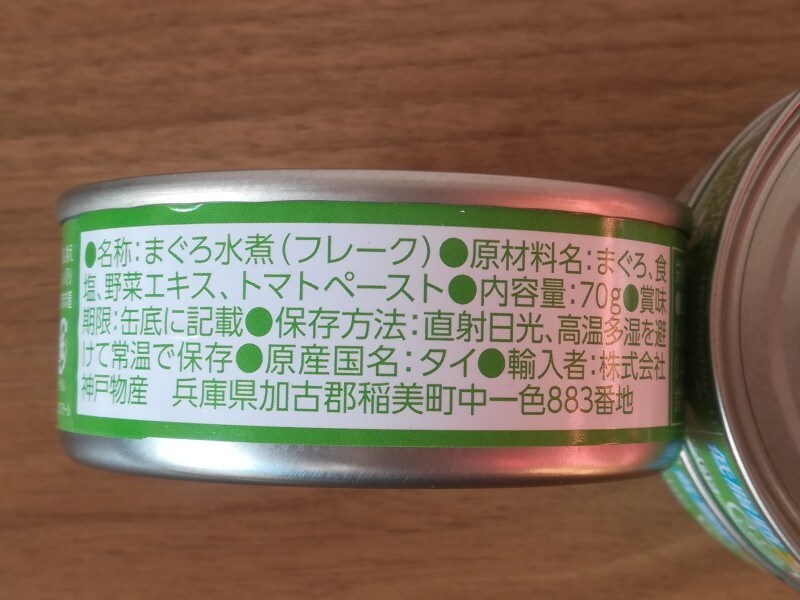 ●名称:まぐろ水煮(フレーク)●原材料名:まぐろ、食
塩、野菜エキス、トマトペースト●内容量:70g●賞味
期限:缶底に記載●保存方法:直射日光、高温多湿を避
けて常温で保存●原産国名:タイ●輸入者:株式会社
神戸物産 兵庫県加古郡稲美町中一色883番地